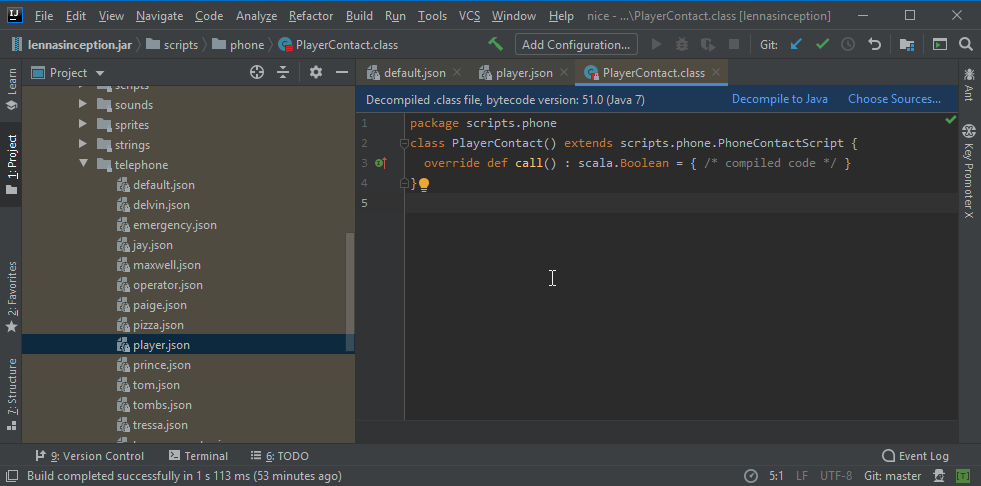 File Edit View Navigate Code Analyze Refactor Build Run Tools VCS Window Help nice - ...\PlayerContact.class [lennasinception]
lennasinception.jar scripts phone PlayerContact.class Add Configuration... Git:
Project
default.json player.json PlayerContact.class
Decompiled .class file, bytecode version: 51.0 (Java 7) Decompile to Java Choose Sources...
Learn
1: Project
2: Favorites
7: Structure
scripts
sounds
sprites
strings
telephone
default.json
delvin.json
emergency.json
jay.json
maxwell.json
operator.json
paige.json
pizza.json
player.json
prince.json
tom.json
tombs.json
tressa.json
1 package scripts.phone
2 class PlayerContact() extends scripts.phone.PhoneContactScript {
3 override def call() : scala.Boolean = { /* compiled code */ }
4 }
5
Ant
Key Promoter X
9: Version Control Terminal 6: TODO Event Log
Build completed successfully in 1 s 113 ms (53 minutes ago) 5:1 LF UTF-8 Git: master [T]